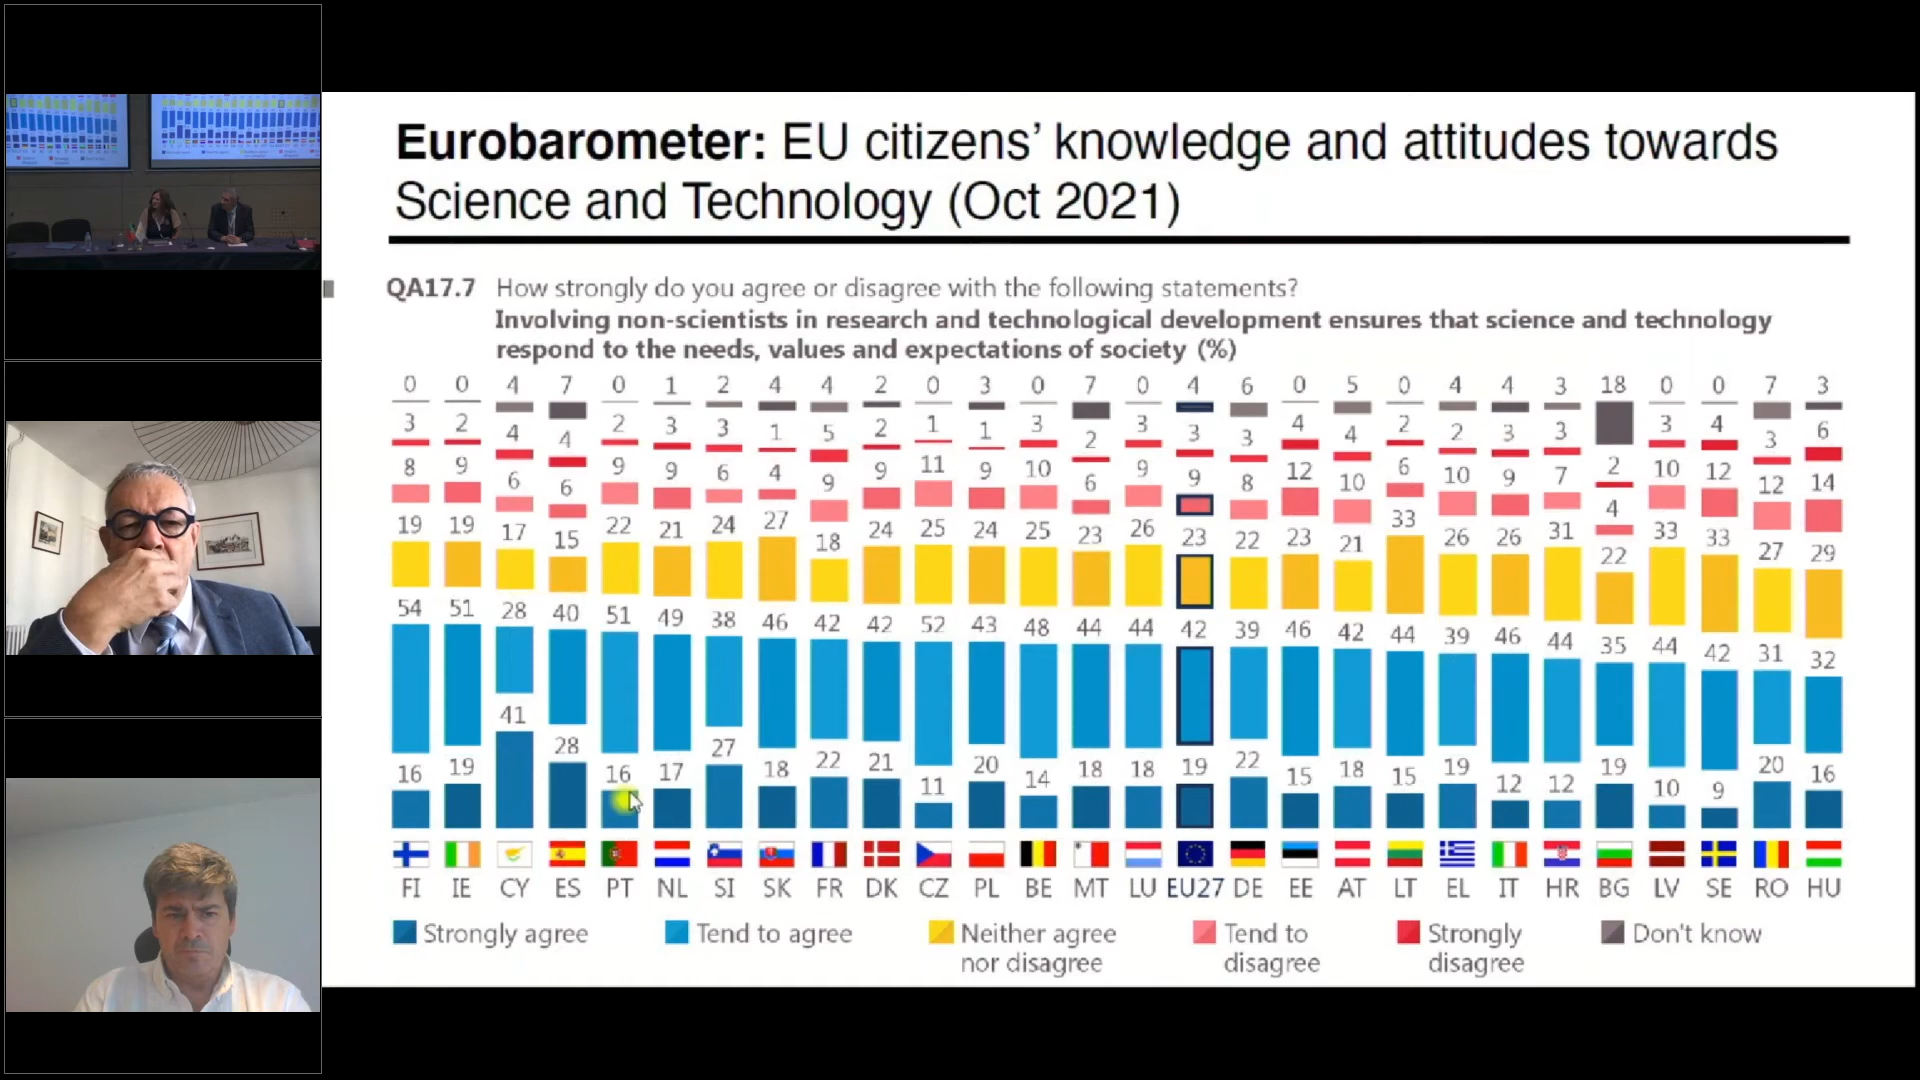 Eurobarometer: EU citizens’ knowledge and attitudes towards
Science and Technology (Oct 2021)
QA17.7 How strongly do you agree or disagree with the following statements?
Involving non-scientists in research and technological development ensures that science and technology
respond to the needs, values and expectations of society (%)
0 0 4 7 0 1 2 4 4 2 0 3 0 7 0 4 6 0 5 0 4 4 3 18 0 0 7 3
3 2 4 4 2 3 3 1 5 2 1 1 3 2 3 3 3 4 4 2 2 3 3 2 3 4 3 6
8 9 6 6 9 9 6 4 9 9 11 9 10 6 9 9 8 12 10 6 10 9 7 4 10 12 12 14
19 19 17 15 22 21 24 27 18 24 25 24 25 23 26 23 22 23 21 33 26 26 31 22 33 33 27 29
54 51 28 40 51 49 38 46 42 42 52 43 48 44 44 42 39 46 42 44 39 46 44 35 44 42 31 32
16 19 41 28 16 17 27 18 22 21 11 20 14 18 18 19 22 15 18 15 19 12 12 19 10 9 20 16
FI IE CY ES PT NL SI SK FR DK CZ PL BE MT LU EU27 DE EE AT LT EL IT HR BG LV SE RO HU
Strongly agree Tend to agree Neither agree Tend to Strongly Don't know
nor disagree disagree disagree